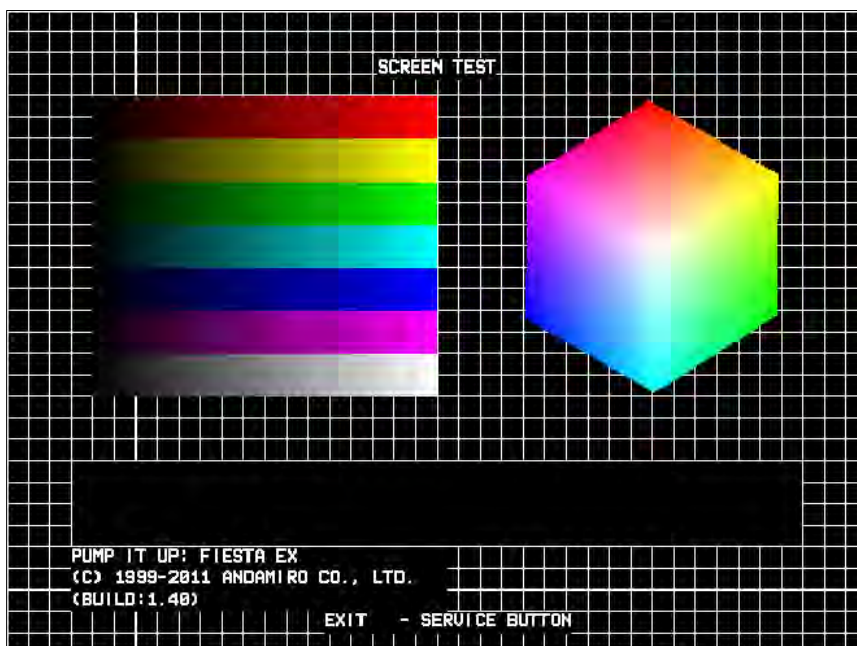 SCREEN TEST
PUMP IT UP: FIESTA EX
(C) 1999-2011 ANDAMIRO CO., LTD.
(BUILD:1.40)
EXIT - SERVICE BUTTON